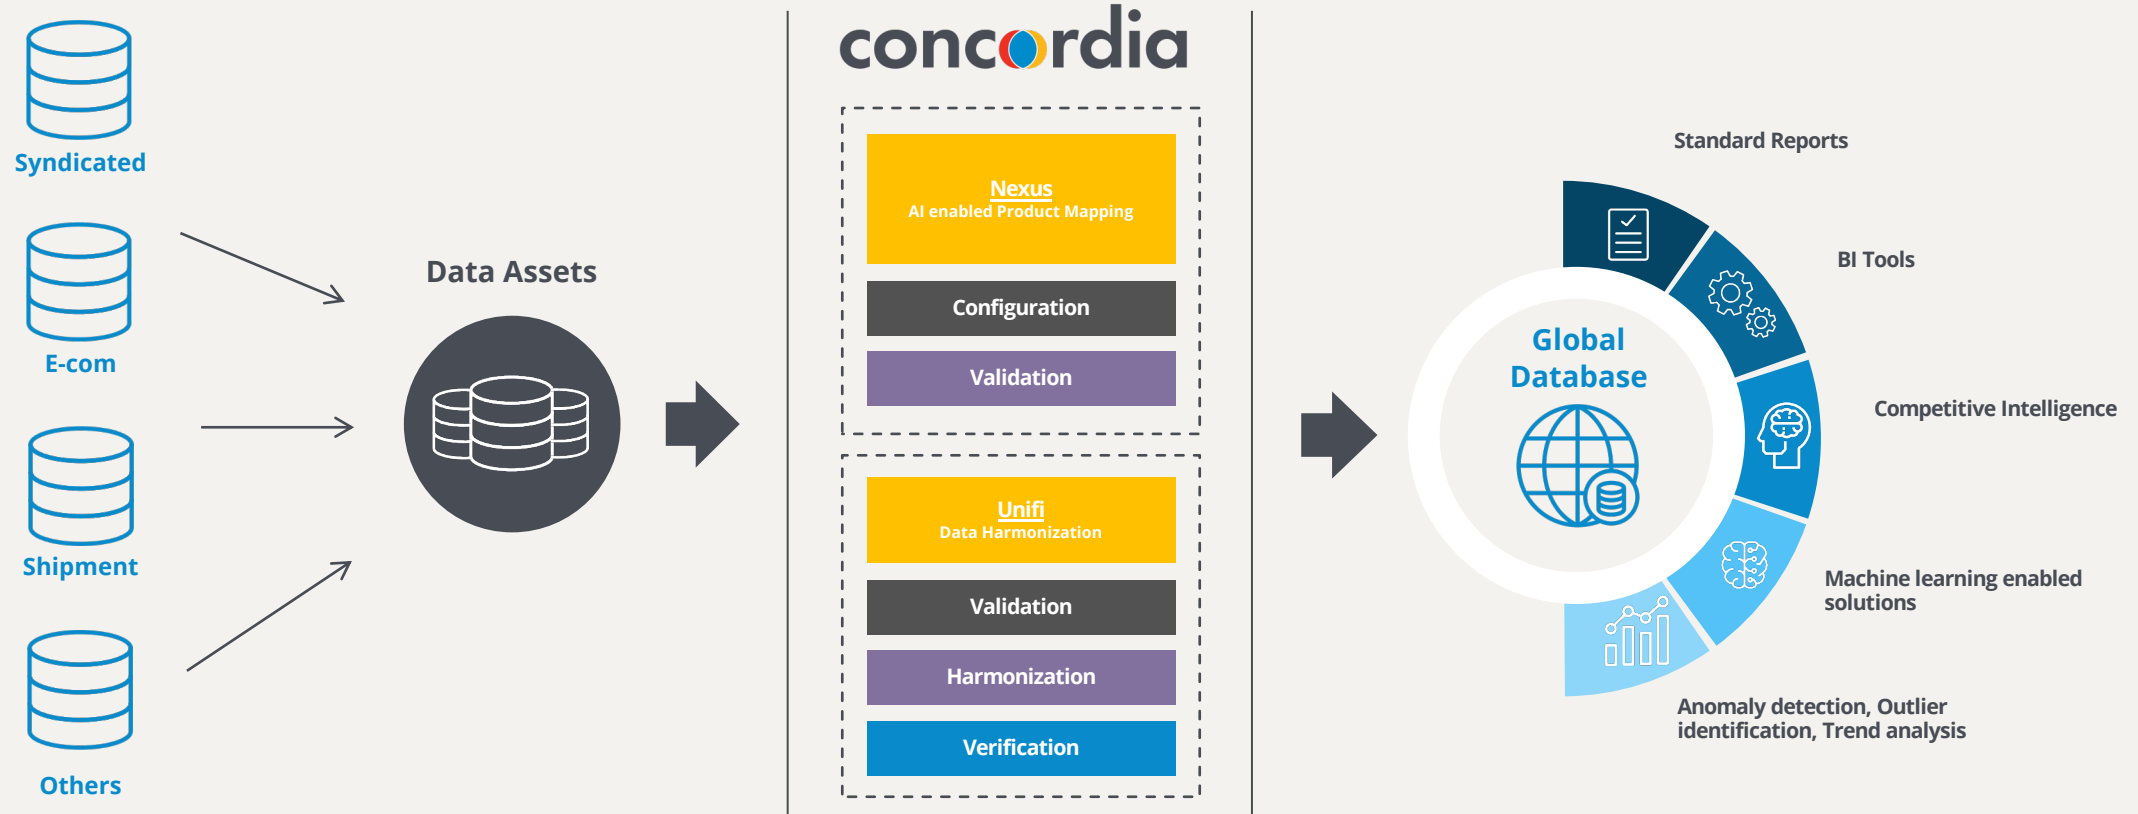 Syndicated
E-com
Shipment
Others
Data Assets
concordia
Nexus
AI enabled Product Mapping
Configuration
Validation
Unifi
Data Harmonization
Validation
Harmonization
Verification
Global
Database
Standard Reports
BI Tools
Competitive Intelligence
Machine learning enabled
solutions
Anomaly detection, Outlier
identification, Trend analysis